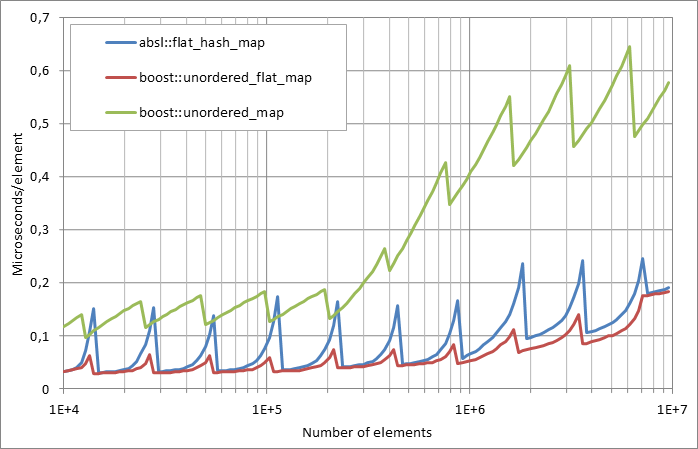 0,7
0,6
0,5
0,4
0,3
0,2
0,1
0
Microseconds/element
absl::flat_hash_map
boost::unordered_flat_map
boost::unordered_map
1E+4 1E+5 1E+6 1E+7
Number of elements